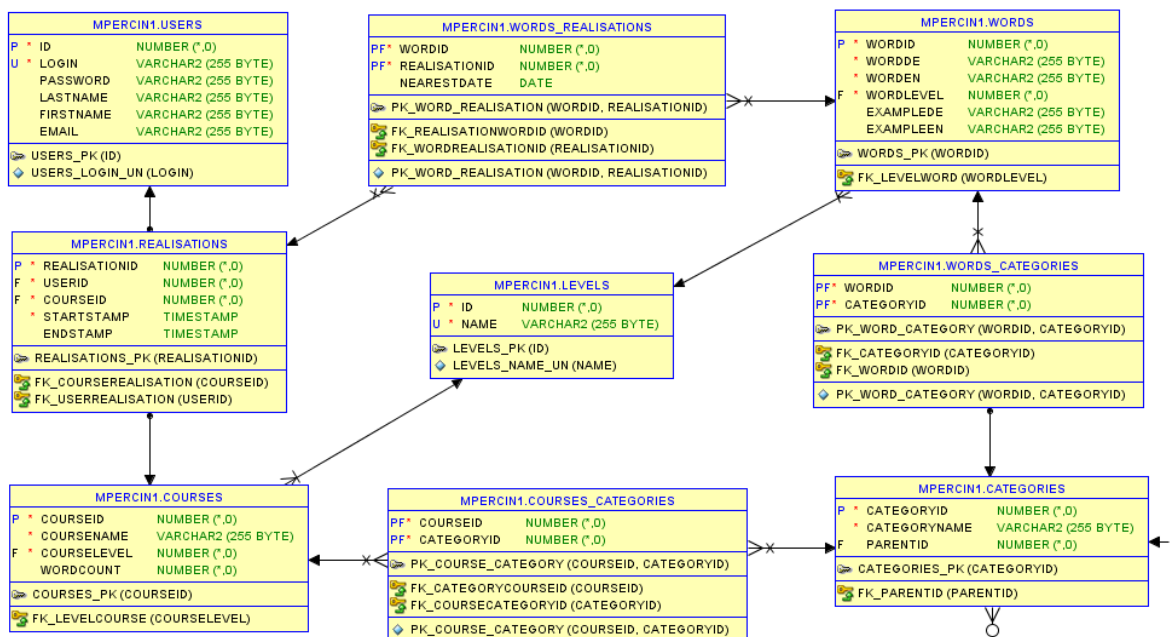 MPERCIN1.USERS
P * ID NUMBER (*,0)
U * LOGIN VARCHAR2 (255 BYTE)
PASSWORD VARCHAR2 (255 BYTE)
LASTNAME VARCHAR2 (255 BYTE)
FIRSTNAME VARCHAR2 (255 BYTE)
EMAIL VARCHAR2 (255 BYTE)
USERS_PK (ID)
USERS_LOGIN_UN (LOGIN)
MPERCIN1.WORDS_REALISATIONS
PF* WORDID NUMBER (*,0)
PF* REALISATIONID NUMBER (*,0)
NEARESTDATE DATE
PK_WORD_REALISATION (WORDID, REALISATIONID)
FK_REALISATIONWORDID (WORDID)
FK_WORDREALISATIONID (REALISATIONID)
PK_WORD_REALISATION (WORDID, REALISATIONID)
MPERCIN1.WORDS
P * WORDID NUMBER (*,0)
* WORDDE VARCHAR2 (255 BYTE)
* WORDEN VARCHAR2 (255 BYTE)
F * WORDLEVEL NUMBER (*,0)
EXAMPLEDE VARCHAR2 (255 BYTE)
EXAMPLEEN VARCHAR2 (255 BYTE)
WORDS_PK (WORDID)
FK_LEVELWORD (WORDLEVEL)
MPERCIN1.REALISATIONS
P * REALISATIONID NUMBER (*,0)
F * USERID NUMBER (*,0)
F * COURSEID NUMBER (*,0)
* STARTSTAMP TIMESTAMP
ENDSTAMP TIMESTAMP
REALISATIONS_PK (REALISATIONID)
FK_COURSEREALISATION (COURSEID)
FK_USERREALISATION (USERID)
MPERCIN1.LEVELS
P * ID NUMBER (*,0)
U * NAME VARCHAR2 (255 BYTE)
LEVELS_PK (ID)
LEVELS_NAME_UN (NAME)
MPERCIN1.WORDS_CATEGORIES
PF* WORDID NUMBER (*,0)
PF* CATEGORYID NUMBER (*,0)
PK_WORD_CATEGORY (WORDID, CATEGORYID)
FK_CATEGORYID (CATEGORYID)
FK_WORDID (WORDID)
PK_WORD_CATEGORY (WORDID, CATEGORYID)
MPERCIN1.COURSES
P * COURSEID NUMBER (*,0)
* COURSENAME VARCHAR2 (255 BYTE)
F * COURSELEVEL NUMBER (*,0)
WORDCOUNT NUMBER (*,0)
COURSES_PK (COURSEID)
FK_LEVELCOURSE (COURSELEVEL)
MPERCIN1.COURSES_CATEGORIES
PF* COURSEID NUMBER (*,0)
PF* CATEGORYID NUMBER (*,0)
PK_COURSE_CATEGORY (COURSEID, CATEGORYID)
FK_CATEGORYCOURSEID (COURSEID)
FK_COURSECATEGORYID (CATEGORYID)
PK_COURSE_CATEGORY (COURSEID, CATEGORYID)
MPERCIN1.CATEGORIES
P * CATEGORYID NUMBER (*,0)
* CATEGORYNAME VARCHAR2 (255 BYTE)
F PARENTID NUMBER (*,0)
CATEGORIES_PK (CATEGORYID)
FK_PARENTID (PARENTID)